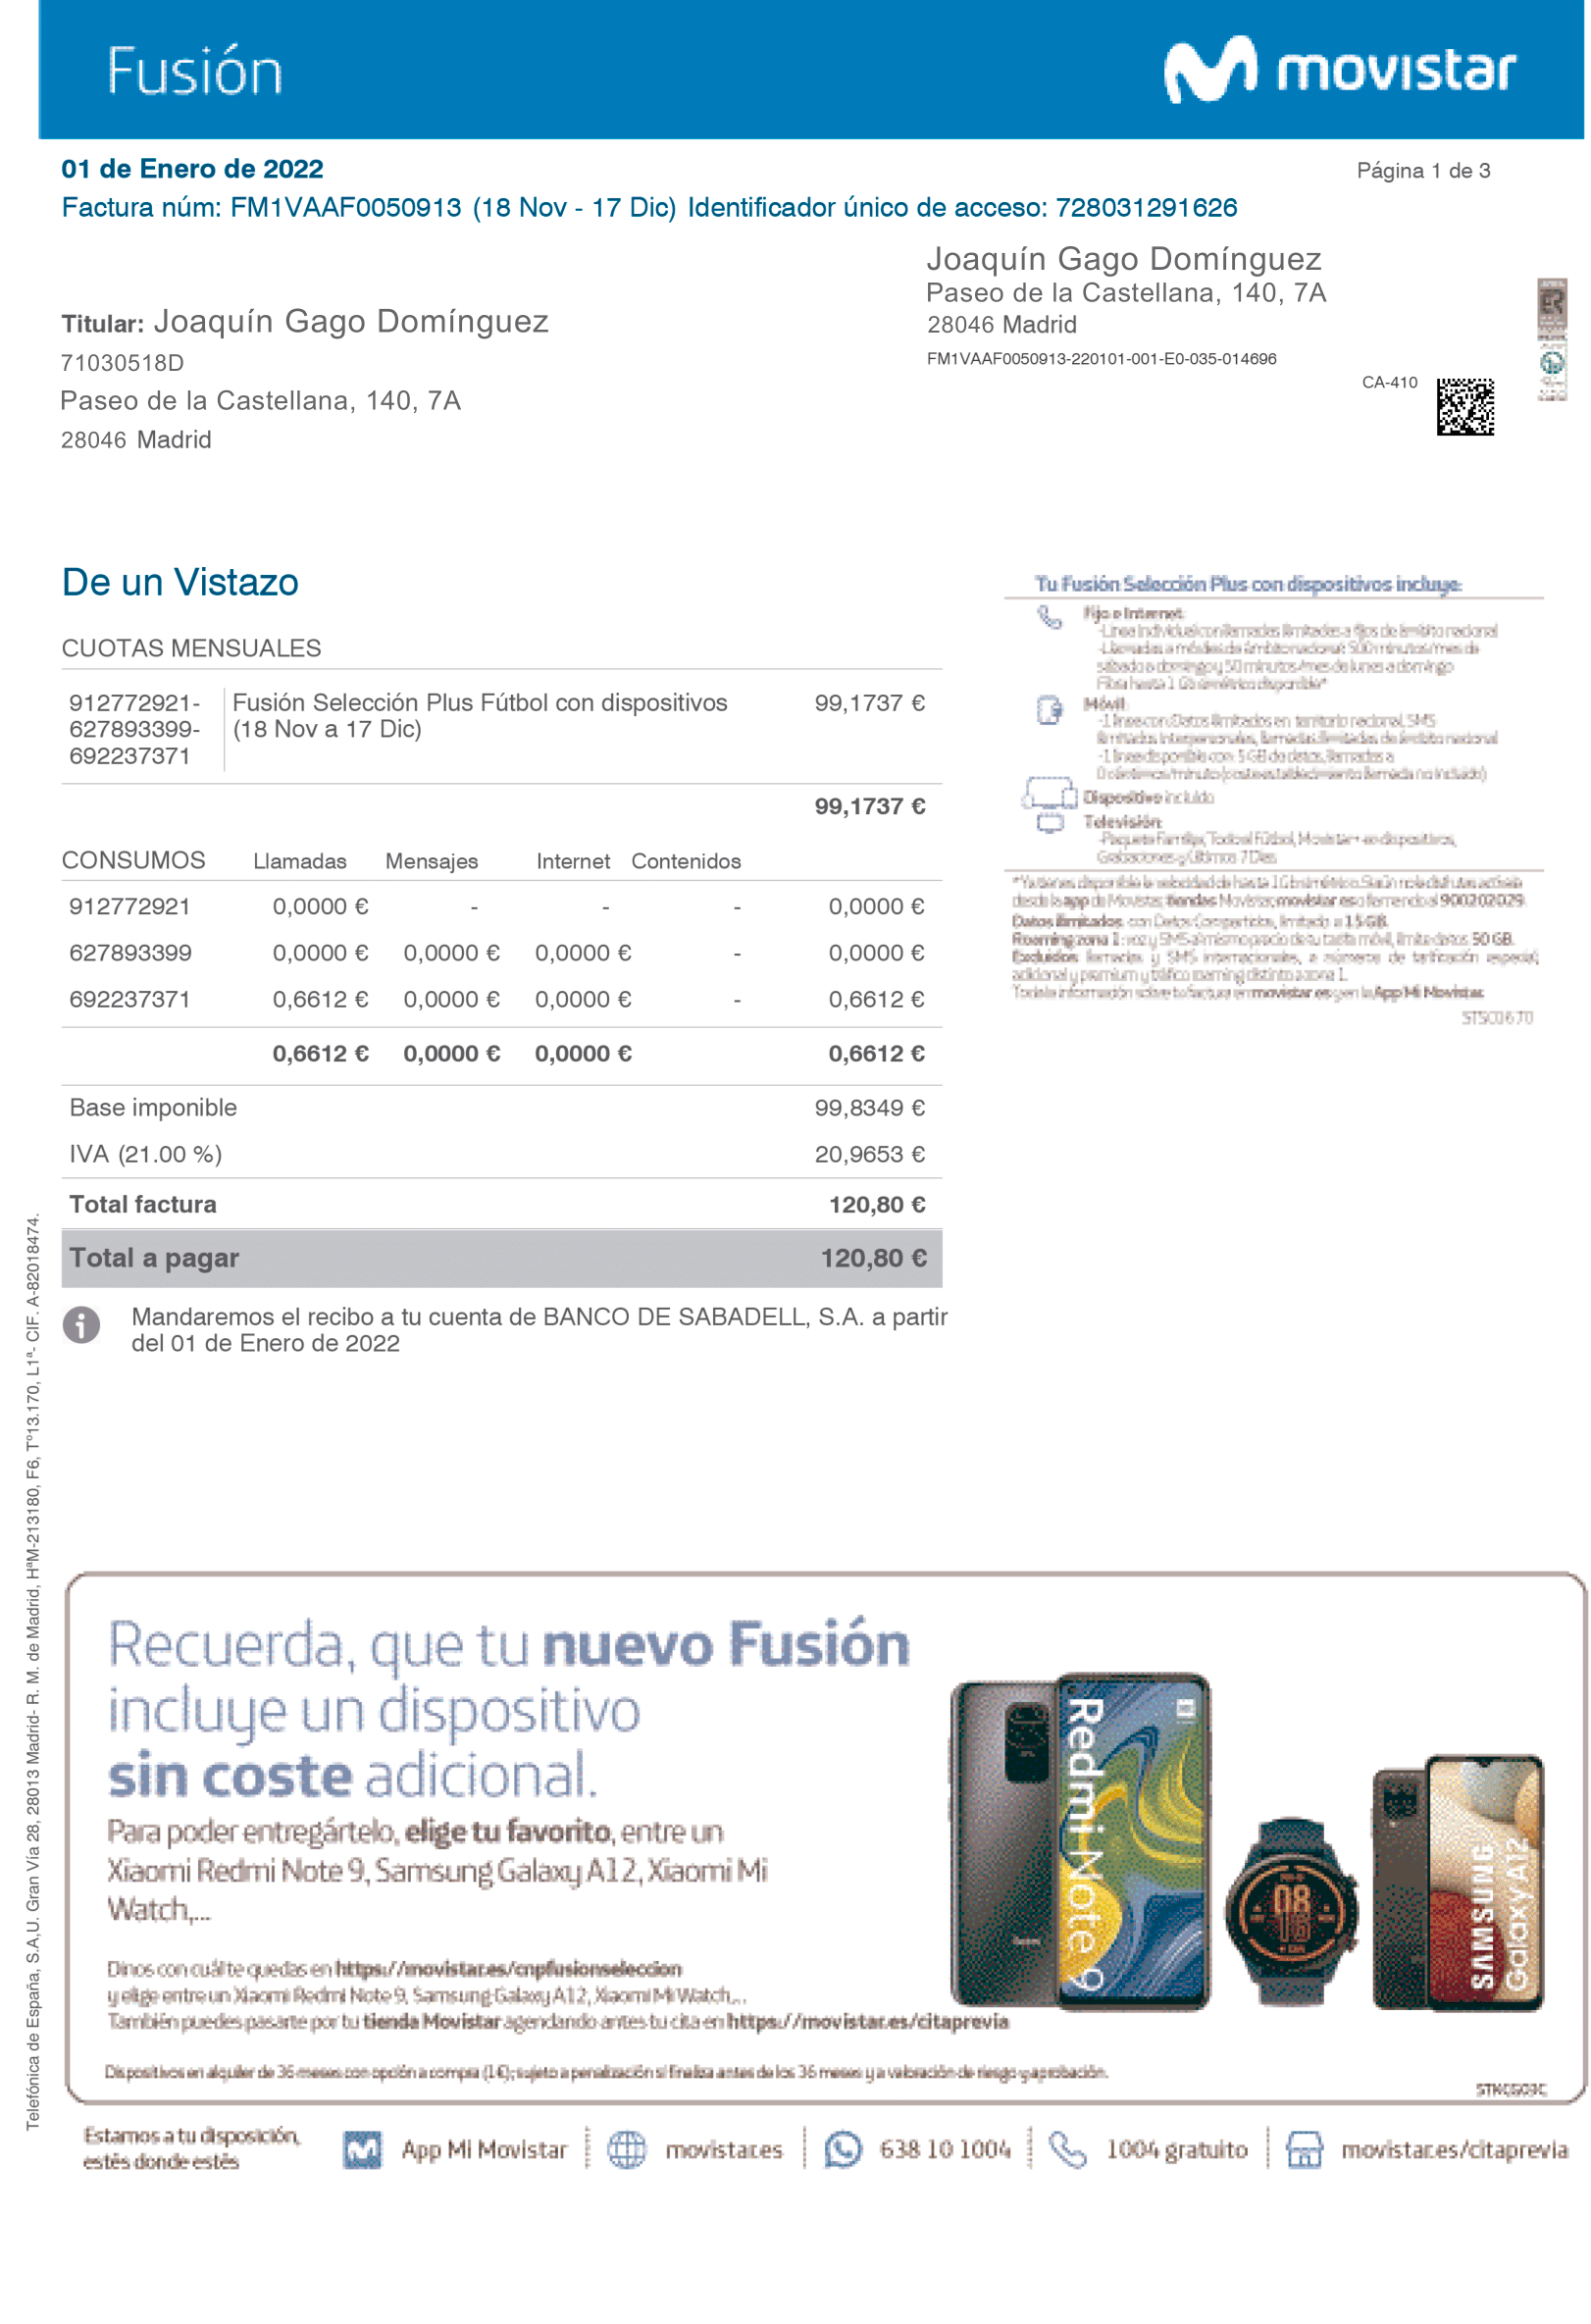 Fusión
movistar
01 de Enero de 2022
Página 1 de 3
Factura núm: FM1VAAF0050913 (18 Nov - 17 Dic) Identificador único de acceso: 728031291626
Joaquín Gago Domínguez
Paseo de la Castellana, 140, 7A
28046 Madrid
FM1VAAF0050913-220101-001-E0-035-014696
CA-410
Titular: Joaquín Gago Domínguez
71030518D
Paseo de la Castellana, 140, 7A
28046 Madrid
De un Vistazo
CUOTAS MENSUALES
912772921- Fusión Selección Plus Fútbol con dispositivos 99,1737 €
627893399- (18 Nov a 17 Dic)
692237371
99,1737 €
CONSUMOS Llamadas Mensajes Internet Contenidos
912772921 0,0000 € - - - 0,0000 €
627893399 0,0000 € 0,0000 € 0,0000 € - 0,0000 €
692237371 0,6612 € 0,0000 € 0,0000 € - 0,6612 €
0,6612 € 0,0000 € 0,0000 € 0,6612 €
Base imponible 99,8349 €
IVA (21.00 %) 20,9653 €
Total factura 120,80 €
Total a pagar 120,80 €
Mandaremos el recibo a tu cuenta de BANCO DE SABADELL, S.A. a partir
del 01 de Enero de 2022
Tu Fusión Selección Plus con dispositivos incluye:
Fijo e Internet:
-Línea Individual con llamadas ilimitadas a fijos de ámbito nacional
-Llamadas a móviles de ámbito nacional: 500 minutos/mes de
sábado a domingo y 50 minutos/mes de lunes a domingo
Fibra hasta 1 Gb simétrico disponible*
Móvil:
-1 línea con Datos ilimitados en territorio nacional, SMS
ilimitados interpersonales, llamadas ilimitadas de ámbito nacional
-1 línea disponible con 5 GB de datos, llamadas a
0 céntimos/minuto (coste establecimiento llamada no incluido)
Dispositivo incluido
Televisión:
-Paquete Familiar, Todo el Fútbol, Movistar+ en dispositivos,
Grabaciones y Últimos 7 Días
*Ya tienes disponible la velocidad de hasta 1 Gb simétrico. Si aún no la disfrutas actívala
desde la app de Movistar, tiendas Movistar, movistar.es o llamando al 900202029.
Datos ilimitados: con Datos Compartidos, limitado a 15 GB.
Roaming zona 1: voz y SMS al mismo precio de tu tarifa móvil, límite datos 50 GB.
Excluidos: llamadas y SMS internacionales, a números de tarificación especial,
adicional y premium y tráfico roaming distinto a zona 1.
Toda la información sobre tu factura en movistar.es y en la App Mi Movistar.
STSC0670
Telefónica de España, S.A,U. Gran Vía 28, 28013 Madrid- R. M. de Madrid, HªM-213180, F6, Tº13.170, L1ª- CIF. A-82018474.
Recuerda, que tu nuevo Fusión
incluye un dispositivo
sin coste adicional.
Para poder entregártelo, elige tu favorito, entre un
Xiaomi Redmi Note 9, Samsung Galaxy A12, Xiaomi Mi
Watch,...
Dinos con cuál te quedas en https://movistar.es/cnpfusionseleccion
y elige entre un Xiaomi Redmi Note 9, Samsung Galaxy A12, Xiaomi Mi Watch,...
También puedes pasarte por tu tienda Movistar agendando antes tu cita en https://movistar.es/citaprevia
Dispositivos en alquiler de 36 meses con opción a compra (1€); sujeto a penalización si finaliza antes de los 36 meses y a valoración de riesgo y aprobación.
Redmi Note 9
08
SAMSUNG
Galaxy A12
Estamos a tu disposición,
estés donde estés
App Mi Movistar
movistar.es
638 10 1004
1004 gratuito
movistar.es/citaprevia